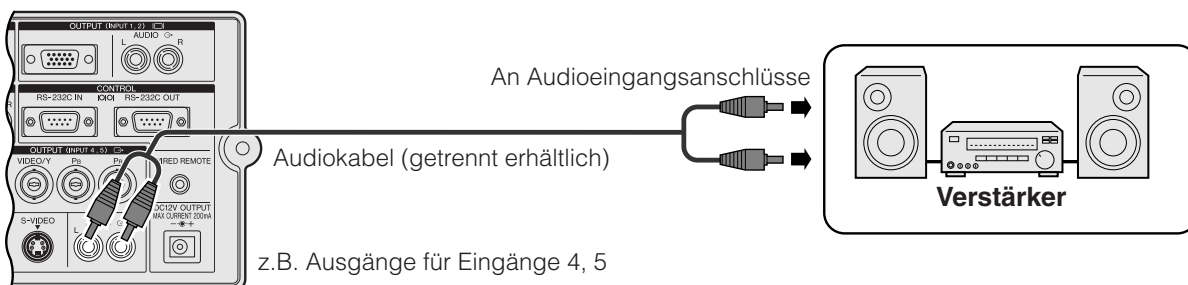 OUTPUT (INPUT 1, 2)
AUDIO
L
R
CONTROL
RS-232C IN
RS-232C OUT
OUTPUT (INPUT 4, 5)
VIDEO/Y
PB
PR
WIRED REMOTE
DC12V OUTPUT
MAX CURRENT 200mA
S-VIDEO
L
An Audioeingangsanschlüsse
Audiokabel (getrennt erhältlich)
z.B. Ausgänge für Eingänge 4, 5
Verstärker